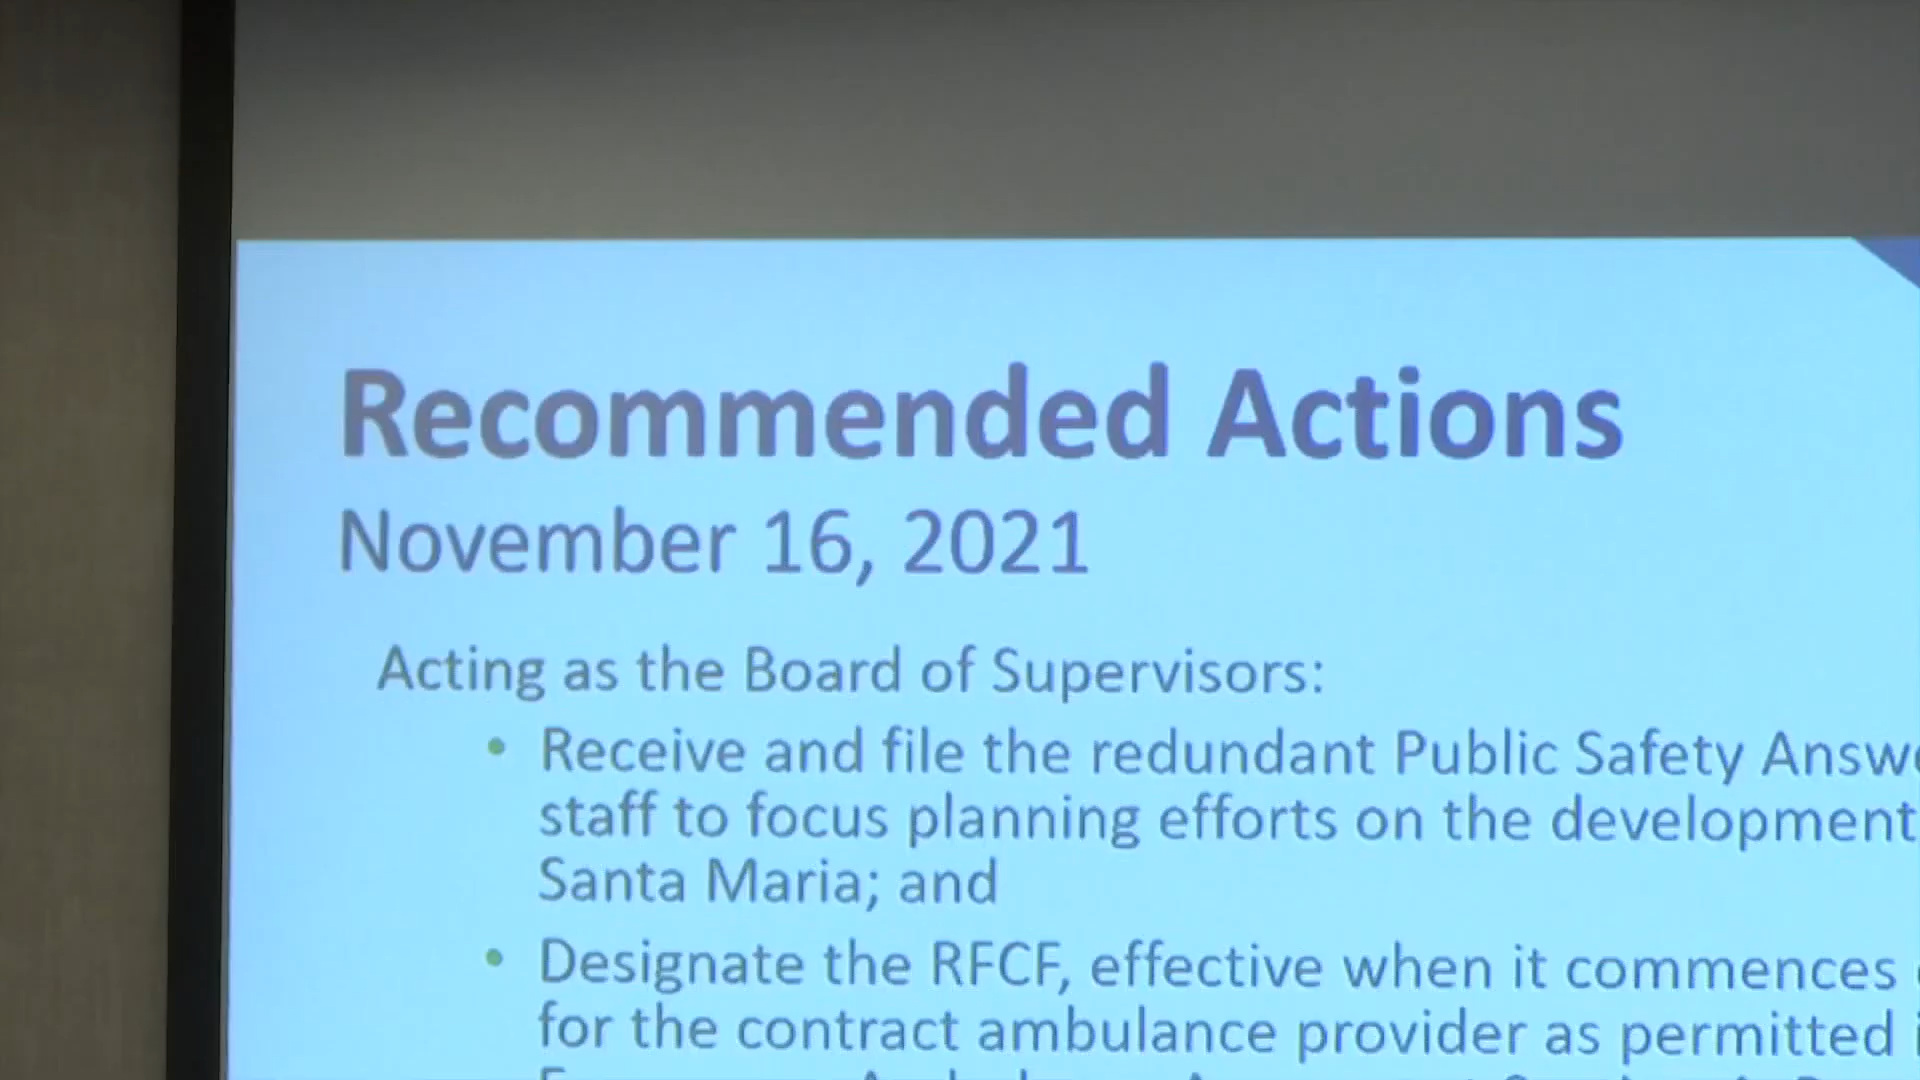 Recommended Actions
November 16, 2021
Acting as the Board of Supervisors:
• Receive and file the redundant Public Safety
staff to focus planning efforts on the development
Santa Maria; and
• Designate the RFCF, effective when it commences
for the contract ambulance provider as permitted